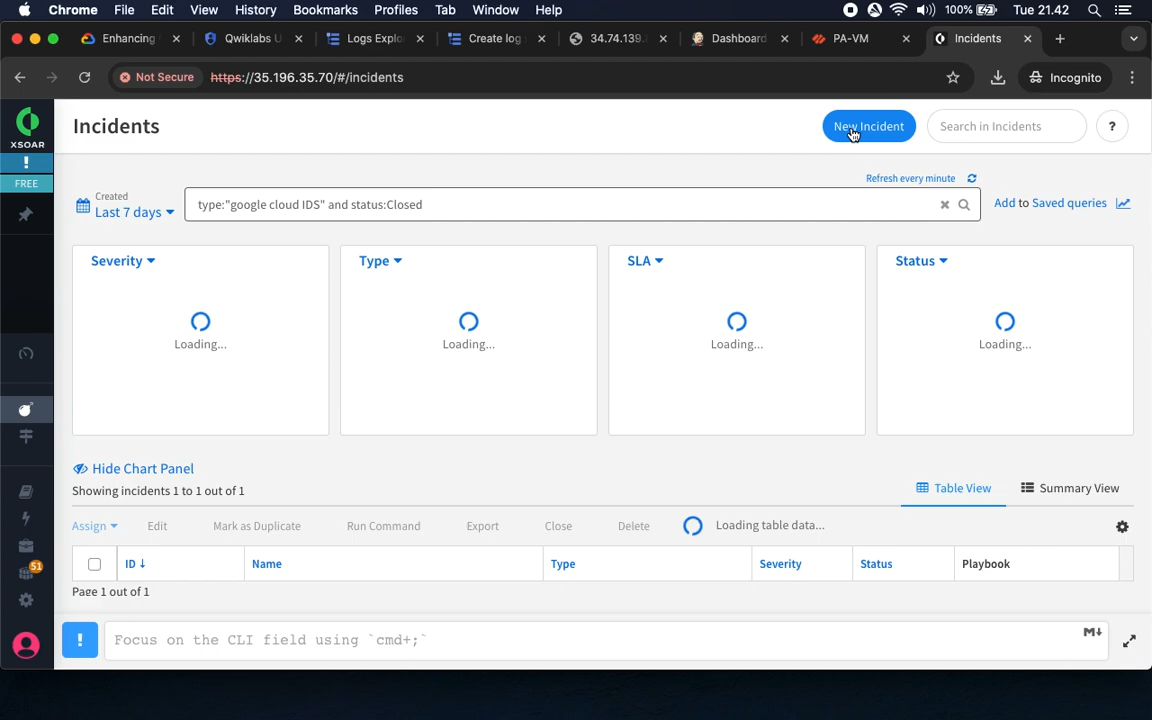 Chrome File Edit View History Bookmarks Profiles Tab Window Help 100% Tue 21.42
Enhancing Qwiklabs U Logs Explo Create log 34.74.139. Dashboard PA-VM Incidents
Not Secure https://35.196.35.70/#/incidents Incognito
XSOAR
!
FREE
51
Incidents New Incident Search in Incidents ?
Refresh every minute
Created
Last 7 days type:"google cloud IDS" and status:Closed Add to Saved queries
Severity Type SLA Status
Loading... Loading... Loading... Loading...
Hide Chart Panel
Showing incidents 1 to 1 out of 1 Table View Summary View
Assign Edit Mark as Duplicate Run Command Export Close Delete Loading table data...
ID ↓ Name Type Severity Status Playbook
Page 1 out of 1
! Focus on the CLI field using `cmd+;` M↓